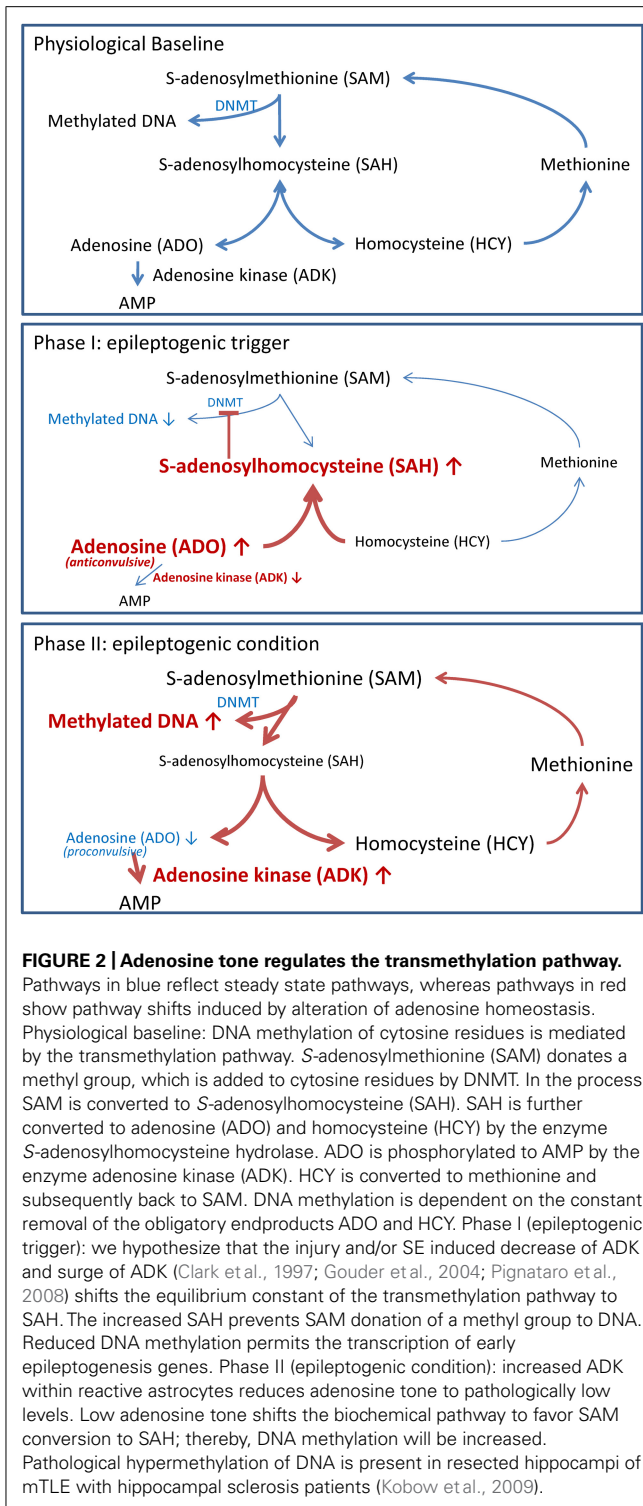 Physiological Baseline
S-adenosylmethionine (SAM)
DNMT
Methylated DNA
S-adenosylhomocysteine (SAH)
Methionine
Adenosine (ADO)
Homocysteine (HCY)
Adenosine kinase (ADK)
AMP
Phase I: epileptogenic trigger
S-adenosylmethionine (SAM)
DNMT
Methylated DNA ↓
S-adenosylhomocysteine (SAH) ↑
Methionine
Adenosine (ADO) ↑
Homocysteine (HCY)
(anticonvulsive)
Adenosine kinase (ADK) ↓
AMP
Phase II: epileptogenic condition
S-adenosylmethionine (SAM)
DNMT
Methylated DNA ↑
S-adenosylhomocysteine (SAH)
Methionine
Adenosine (ADO) ↓
Homocysteine (HCY)
(proconvulsive)
Adenosine kinase (ADK) ↑
AMP
FIGURE 2 | Adenosine tone regulates the transmethylation pathway.
Pathways in blue reflect steady state pathways, whereas pathways in red
show pathway shifts induced by alteration of adenosine homeostasis.
Physiological baseline: DNA methylation of cytosine residues is mediated
by the transmethylation pathway. S-adenosylmethionine (SAM) donates a
methyl group, which is added to cytosine residues by DNMT. In the process
SAM is converted to S-adenosylhomocysteine (SAH). SAH is further
converted to adenosine (ADO) and homocysteine (HCY) by the enzyme
S-adenosylhomocysteine hydrolase. ADO is phosphorylated to AMP by the
enzyme adenosine kinase (ADK). HCY is converted to methionine and
subsequently back to SAM. DNA methylation is dependent on the constant
removal of the obligatory endproducts ADO and HCY. Phase I (epileptogenic
trigger): we hypothesize that the injury and/or SE induced decrease of ADK
and surge of ADK (Clark et al., 1997; Gouder et al., 2004; Pignataro et al.,
2008) shifts the equilibrium constant of the transmethylation pathway to
SAH. The increased SAH prevents SAM donation of a methyl group to DNA.
Reduced DNA methylation permits the transcription of early
epileptogenesis genes. Phase II (epileptogenic condition): increased ADK
within reactive astrocytes reduces adenosine tone to pathologically low
levels. Low adenosine tone shifts the biochemical pathway to favor SAM
conversion to SAH; thereby, DNA methylation will be increased.
Pathological hypermethylation of DNA is present in resected hippocampi of
mTLE with hippocampal sclerosis patients (Kobow et al., 2009).